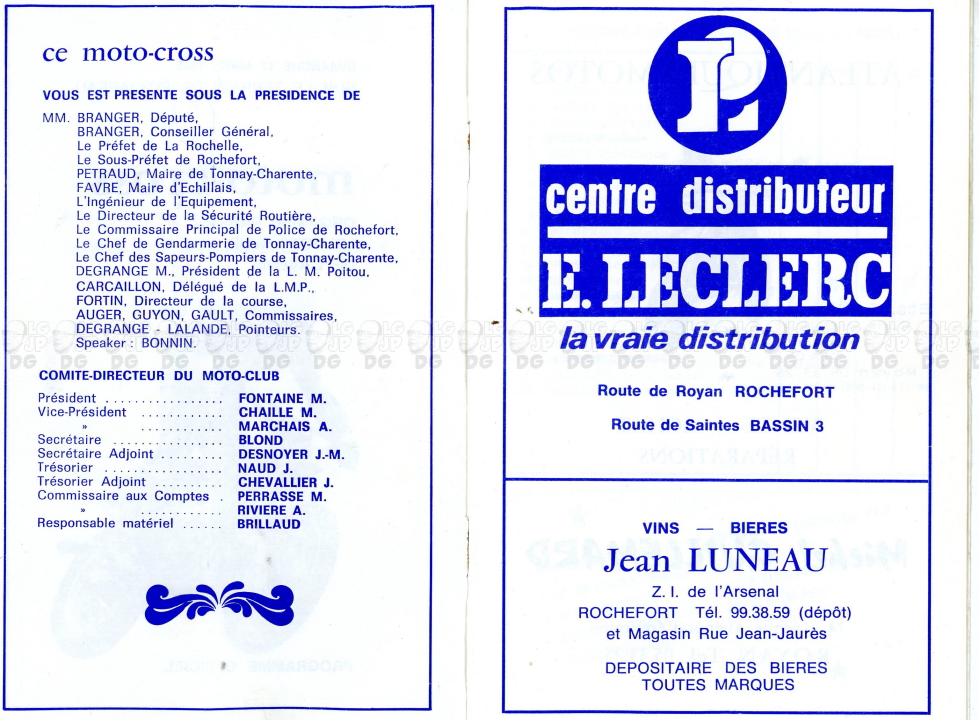 ce moto-cross
VOUS EST PRESENTE SOUS LA PRESIDENCE DE
MM. BRANGER, Député,
BRANGER, Conseiller Général,
Le Préfet de La Rochelle,
Le Sous-Préfet de Rochefort,
PETRAUD, Maire de Tonnay-Charente,
FAVRE, Maire d'Echillais,
L'Ingénieur de l'Equipement,
Le Directeur de la Sécurité Routière,
Le Commissaire Principal de Police de Rochefort,
Le Chef de Gendarmerie de Tonnay-Charente,
Le Chef des Sapeurs-Pompiers de Tonnay-Charente,
DEGRANGE M., Président de la L. M. Poitou,
CARCAILLON, Délégué de la L.M.P.,
FORTIN, Directeur de la course,
AUGER, GUYON, GAULT, Commissaires,
DEGRANGE - LALANDE, Pointeurs.
Speaker : BONNIN.
COMITE-DIRECTEUR DU MOTO-CLUB
Président ................. FONTAINE M.
Vice-Président ............ CHAILLE M.
» ............ MARCHAIS A.
Secrétaire ................ BLOND
Secrétaire Adjoint ......... DESNOYER J.-M.
Trésorier ................. NAUD J.
Trésorier Adjoint .......... CHEVALLIER J.
Commissaire aux Comptes . PERRASSE M.
» ............ RIVIERE A.
Responsable matériel ...... BRILLAUD
L
centre distributeur
E. LECLERC
la vraie distribution
Route de Royan ROCHEFORT
Route de Saintes BASSIN 3
VINS — BIERES
Jean LUNEAU
Z. I. de l'Arsenal
ROCHEFORT Tél. 99.38.59 (dépôt)
et Magasin Rue Jean-Jaurès
DEPOSITAIRE DES BIERES
TOUTES MARQUES